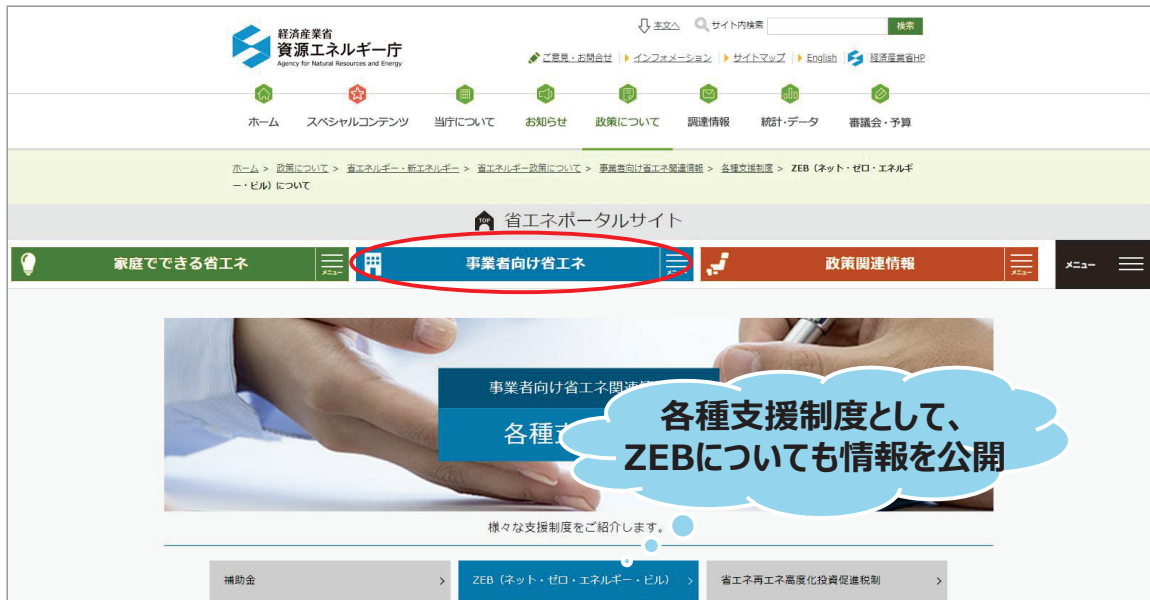 経済産業省
資源エネルギー庁
Agency for Natural Resources and Energy
本文へ サイト内検索 検索
ご意見・お問合せ インフォメーション サイトマップ English 経済産業省HP
ホーム スペシャルコンテンツ 当庁について お知らせ 政策について 調達情報 統計・データ 審議会・予算
ホーム > 政策について > 省エネルギー・新エネルギー > 省エネルギー政策について > 事業者向け省エネ関連情報 > 各種支援制度 > ZEB（ネット・ゼロ・エネルギ
ー・ビル）について
TOP 省エネポータルサイト
家庭でできる省エネ メニュー 事業者向け省エネ メニュー 政策関連情報 メニュー メニュー
事業者向け省エネ関連情
各種
各種支援制度として、
ZEBについても情報を公開
様々な支援制度をご紹介します。
補助金 > ZEB（ネット・ゼロ・エネルギー・ビル） > 省エネ再エネ高度化投資促進税制 >